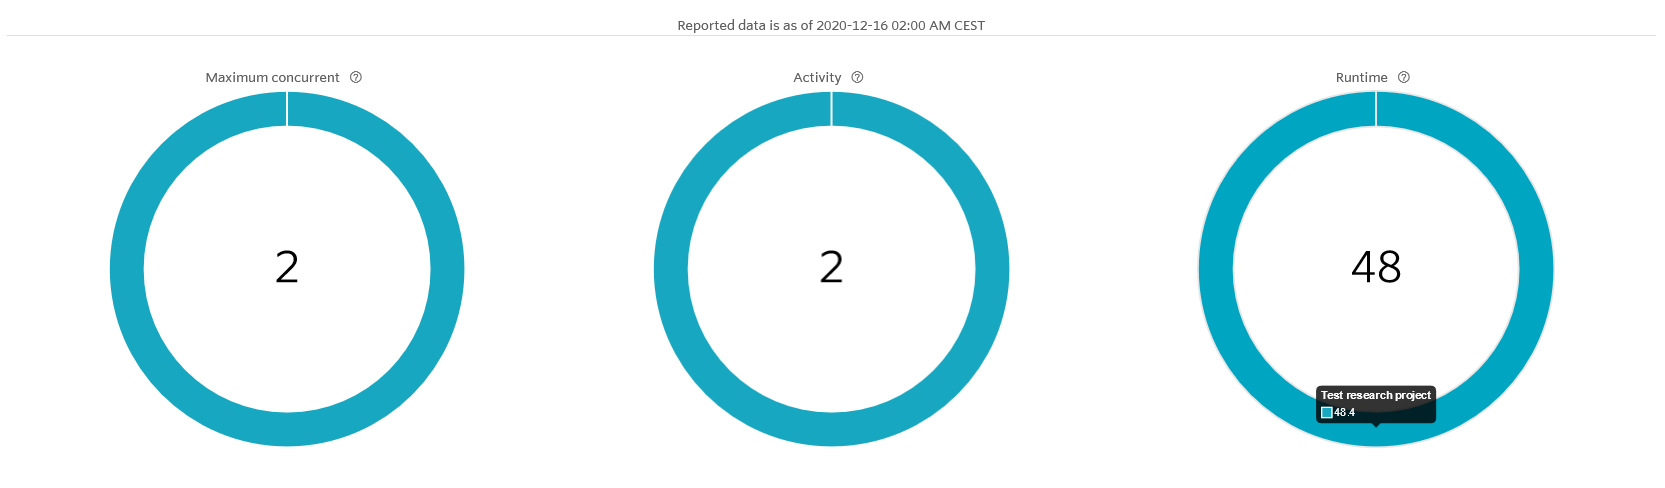 Reported data is as of 2020-12-16 02:00 AM CEST
Maximum concurrent ?
Activity ?
Runtime ?
2
2
48
Test research project
48.4